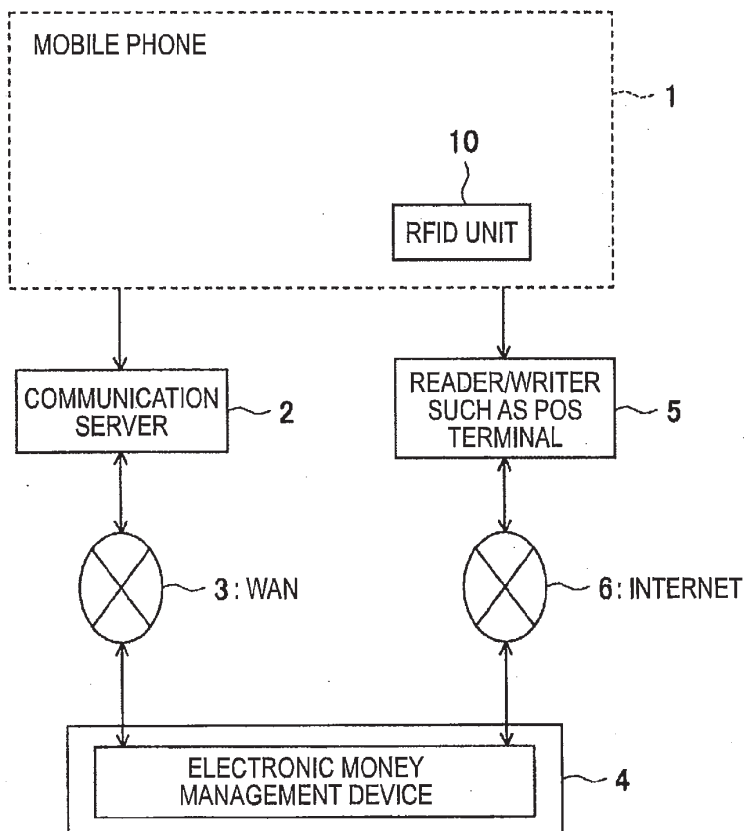 MOBILE PHONE
1
10
RFID UNIT
COMMUNICATION
SERVER
2
READER/WRITER
SUCH AS POS
TERMINAL
5
3: WAN
6: INTERNET
ELECTRONIC MONEY
MANAGEMENT DEVICE
4